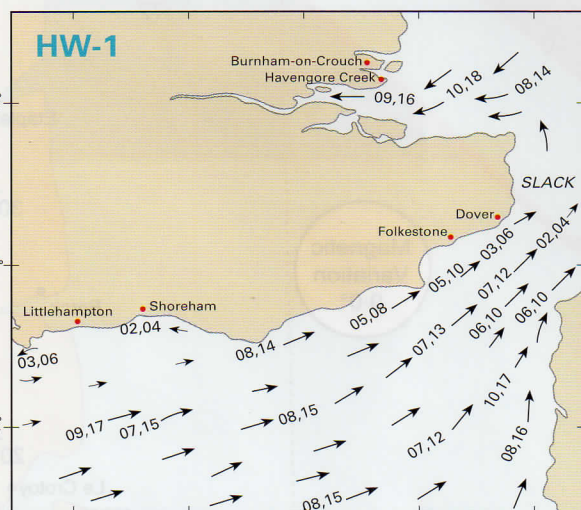 HW-1
Burnham-on-Crouch
Havengore Creek
09,16
10,18
08,14
SLACK
Dover
Folkestone
03,06
02,04
05,10
07,12
Littlehampton
Shoreham
02,04
05,08
06,10
06,10
03,06
08,14
07,13
10,17
09,17
07,15
08,15
07,12
08,16
08,15